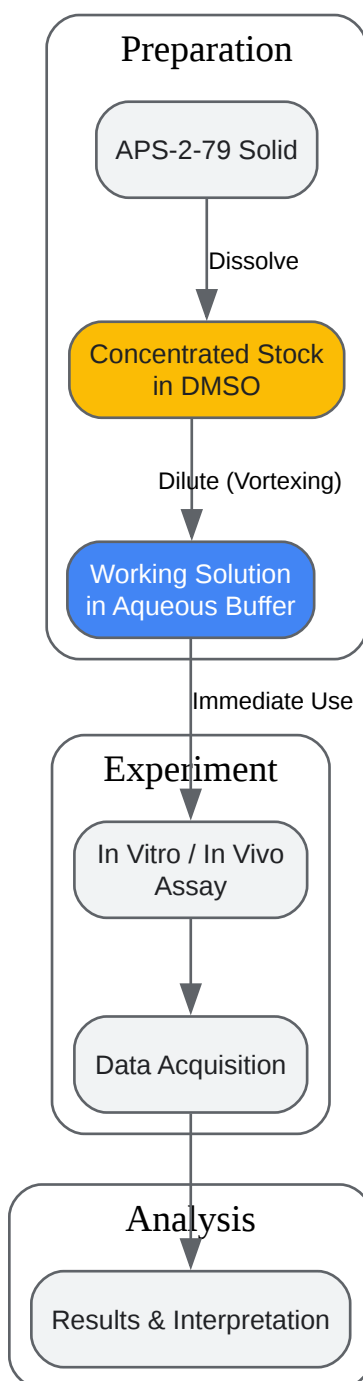 Preparation
APS-2-79 Solid
Dissolve
Concentrated Stock
in DMSO
Dilute (Vortexing)
Working Solution
in Aqueous Buffer
Immediate Use
Experiment
In Vitro / In Vivo
Assay
Data Acquisition
Analysis
Results & Interpretation